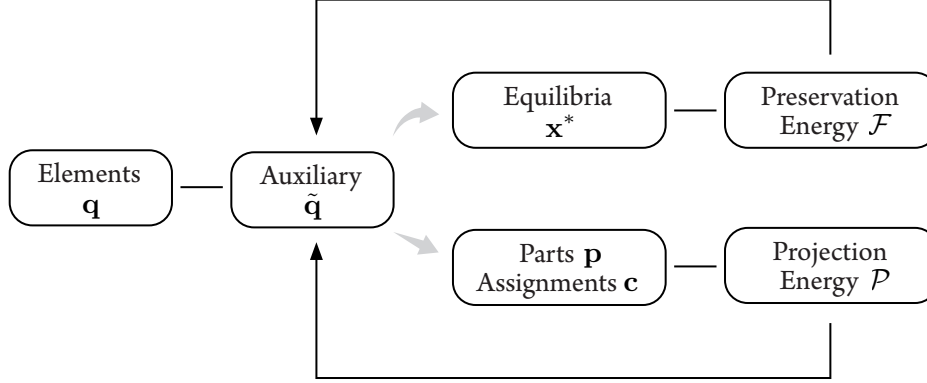 Elements
q
Auxiliary
q̃
Equilibria
x*
Preservation
Energy ℱ
Parts p
Assignments c
Projection
Energy 𝒫